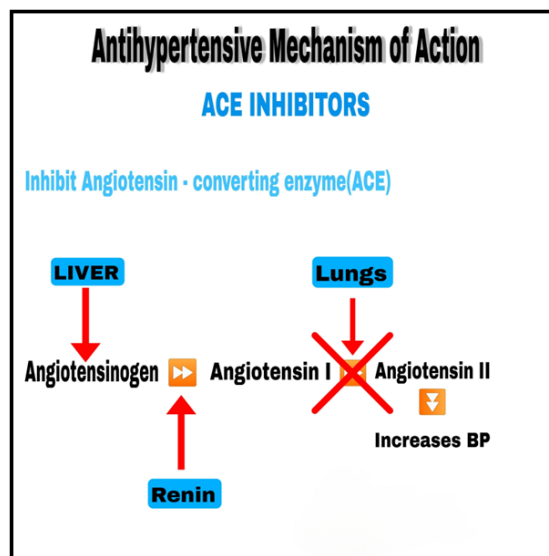 Antihypertensive Mechanism of Action
ACE INHIBITORS
Inhibit Angiotensin - converting enzyme(ACE)
LIVER
Lungs
Angiotensinogen ⏩ Angiotensin I Angiotensin II
⏬
Increases BP
Renin